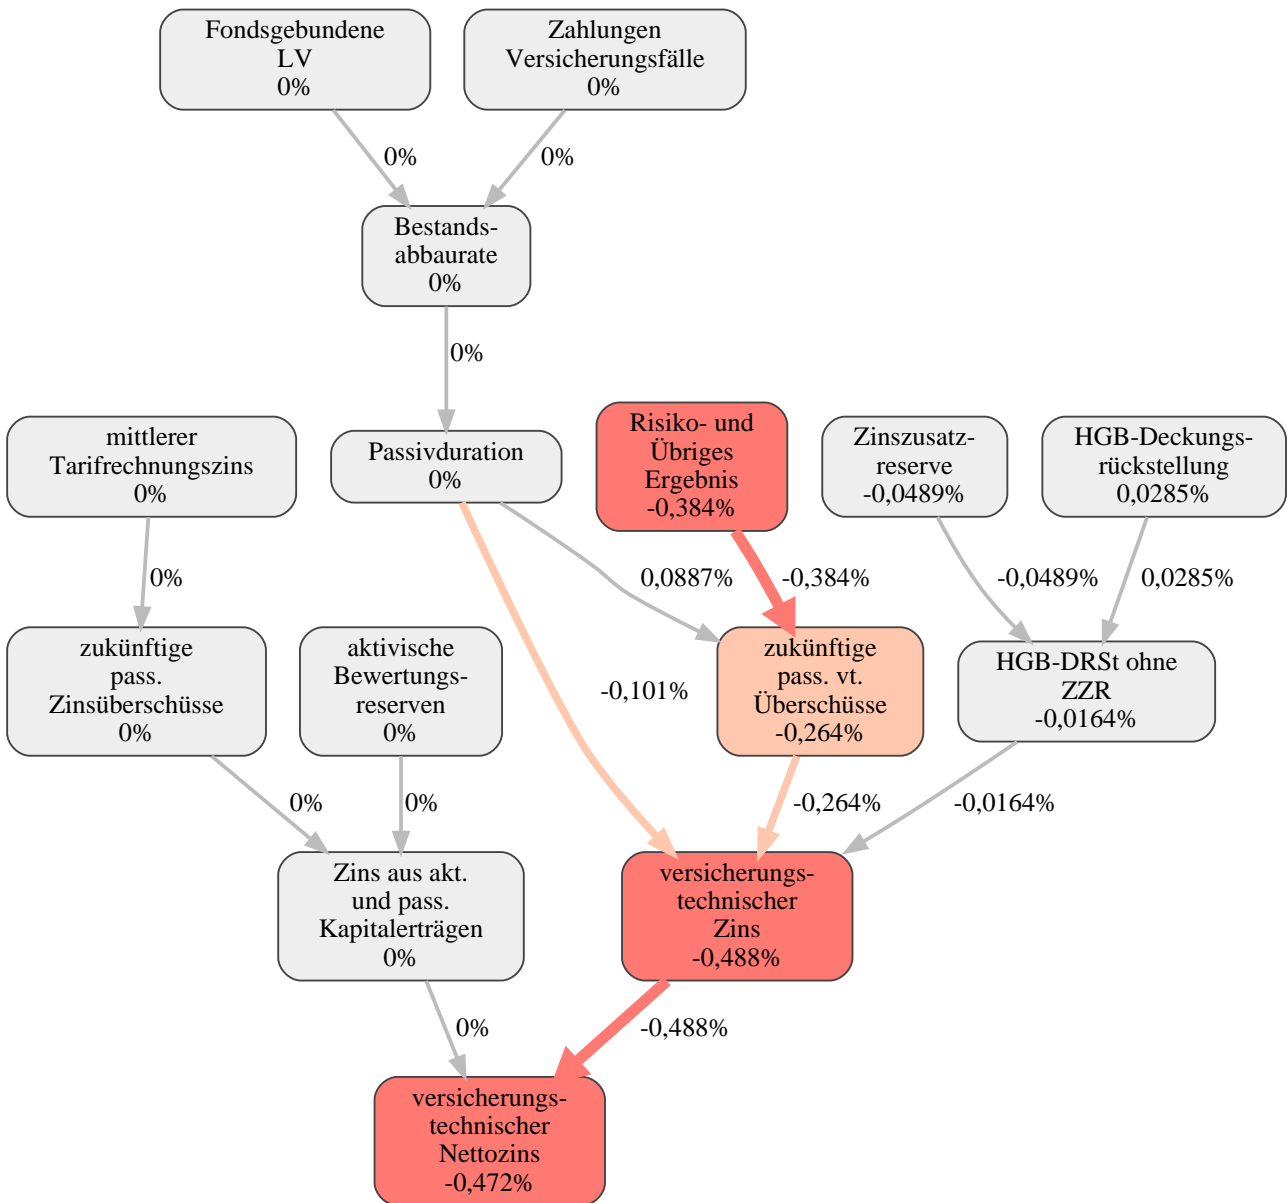 Fondsgebundene
LV
0%
Zahlungen
Versicherungsfälle
0%
0%
0%
Bestands-
abbaurate
0%
0%
mittlerer
Tarifrechnungszins
0%
Passivduration
0%
Risiko- und
Übriges
Ergebnis
-0,384%
Zinszusatz-
reserve
-0,0489%
HGB-Deckungs-
rückstellung
0,0285%
0%
0,0887%
-0,384%
-0,0489%
0,0285%
zukünftige
pass.
Zinsüberschüsse
0%
aktivische
Bewertungs-
reserven
0%
-0,101%
zukünftige
pass. vt.
Überschüsse
-0,264%
HGB-DRSt ohne
ZZR
-0,0164%
0%
0%
-0,264%
-0,0164%
Zins aus akt.
und pass.
Kapitalerträgen
0%
versicherungs-
technischer
Zins
-0,488%
0%
-0,488%
versicherungs-
technischer
Nettozins
-0,472%